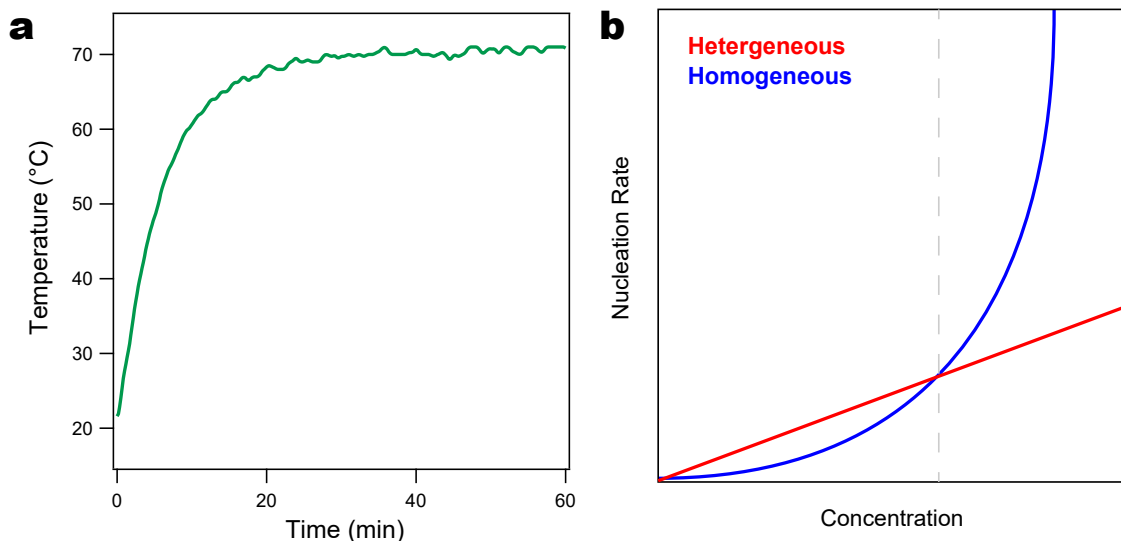 a
70
60
50
40
30
20
Temperature (°C)
0
20
40
60
Time (min)
b
Hetergeneous
Homogeneous
Nucleation Rate
Concentration